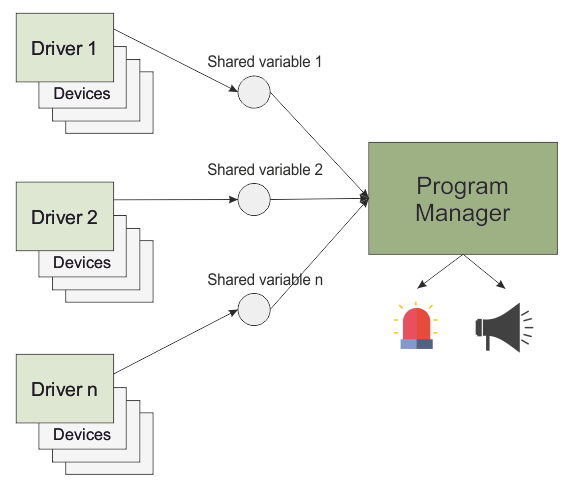 Driver 1
Devices
Shared variable 1
Driver 2
Devices
Shared variable 2
Program
Manager
Shared variable n
Driver n
Devices